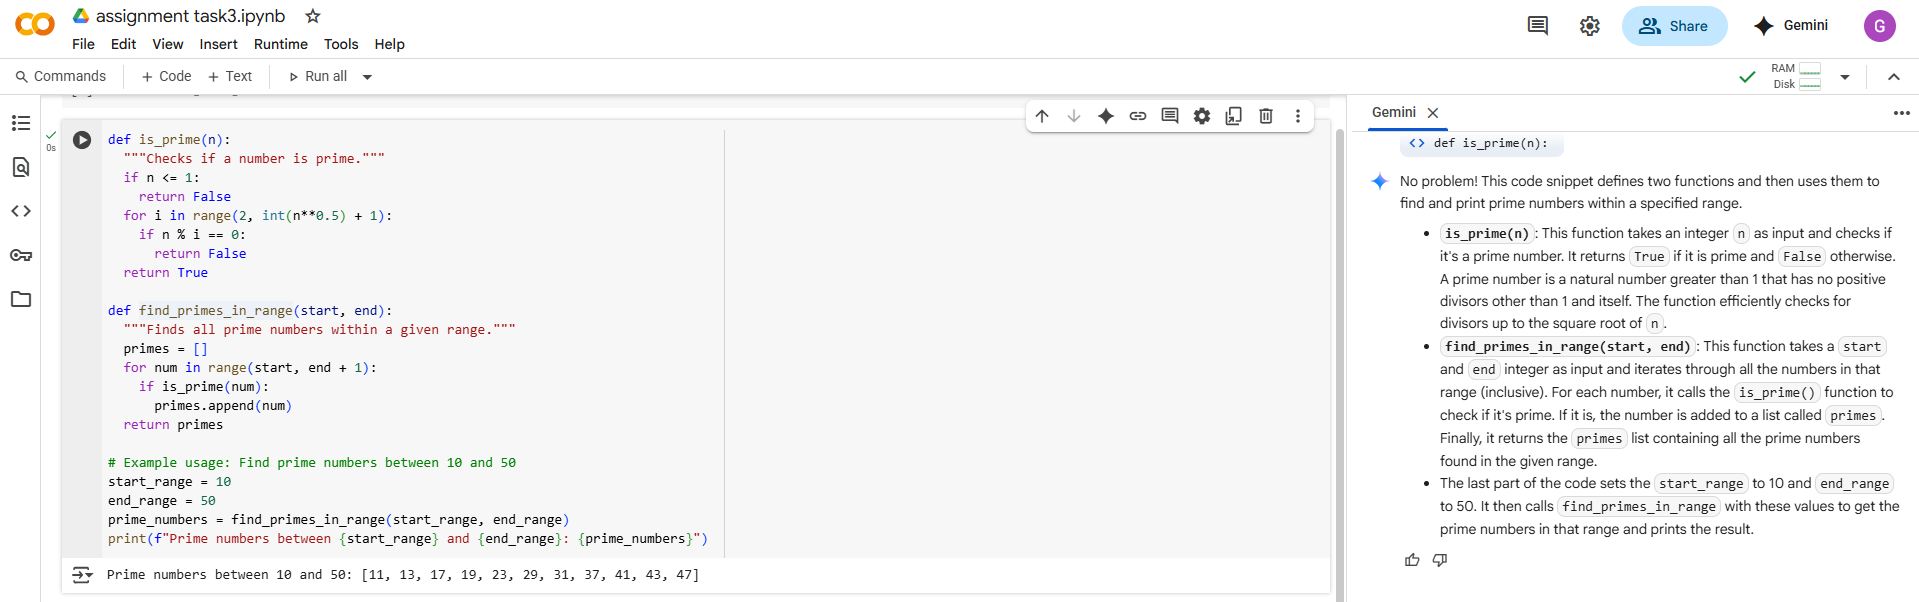 assignment task3.ipynb
File Edit View Insert Runtime Tools Help
Share
Gemini
G
Commands
+ Code + Text
Run all
RAM
Disk
0s
def is_prime(n):
"""Checks if a number is prime."""
if n <= 1:
return False
for i in range(2, int(n**0.5) + 1):
if n % i == 0:
return False
return True
def find_primes_in_range(start, end):
"""Finds all prime numbers within a given range."""
primes = []
for num in range(start, end + 1):
if is_prime(num):
primes.append(num)
return primes
# Example usage: Find prime numbers between 10 and 50
start_range = 10
end_range = 50
prime_numbers = find_primes_in_range(start_range, end_range)
print(f"Prime numbers between {start_range} and {end_range}: {prime_numbers}")
Prime numbers between 10 and 50: [11, 13, 17, 19, 23, 29, 31, 37, 41, 43, 47]
Gemini
<> def is_prime(n):
No problem! This code snippet defines two functions and then uses them to
find and print prime numbers within a specified range.
• is_prime(n): This function takes an integer n as input and checks if
it's a prime number. It returns True if it is prime and False otherwise.
A prime number is a natural number greater than 1 that has no positive
divisors other than 1 and itself. The function efficiently checks for
divisors up to the square root of n.
• find_primes_in_range(start, end): This function takes a start
and end integer as input and iterates through all the numbers in that
range (inclusive). For each number, it calls the is_prime() function to
check if it's prime. If it is, the number is added to a list called primes.
Finally, it returns the primes list containing all the prime numbers
found in the given range.
• The last part of the code sets the start_range to 10 and end_range
to 50. It then calls find_primes_in_range with these values to get the
prime numbers in that range and prints the result.